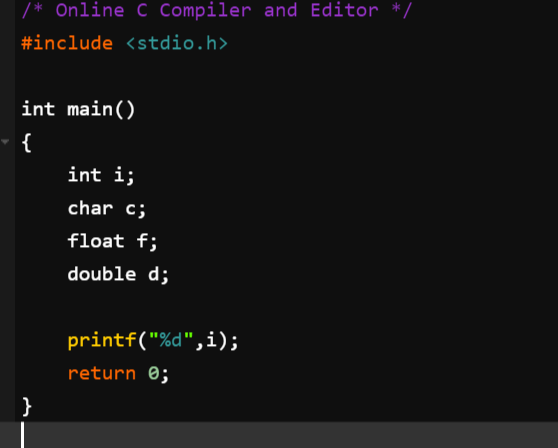 /* Online C Compiler and Editor */
#include <stdio.h>
int main()
{
int i;
char c;
float f;
double d;
printf("%d",i);
return 0;
}